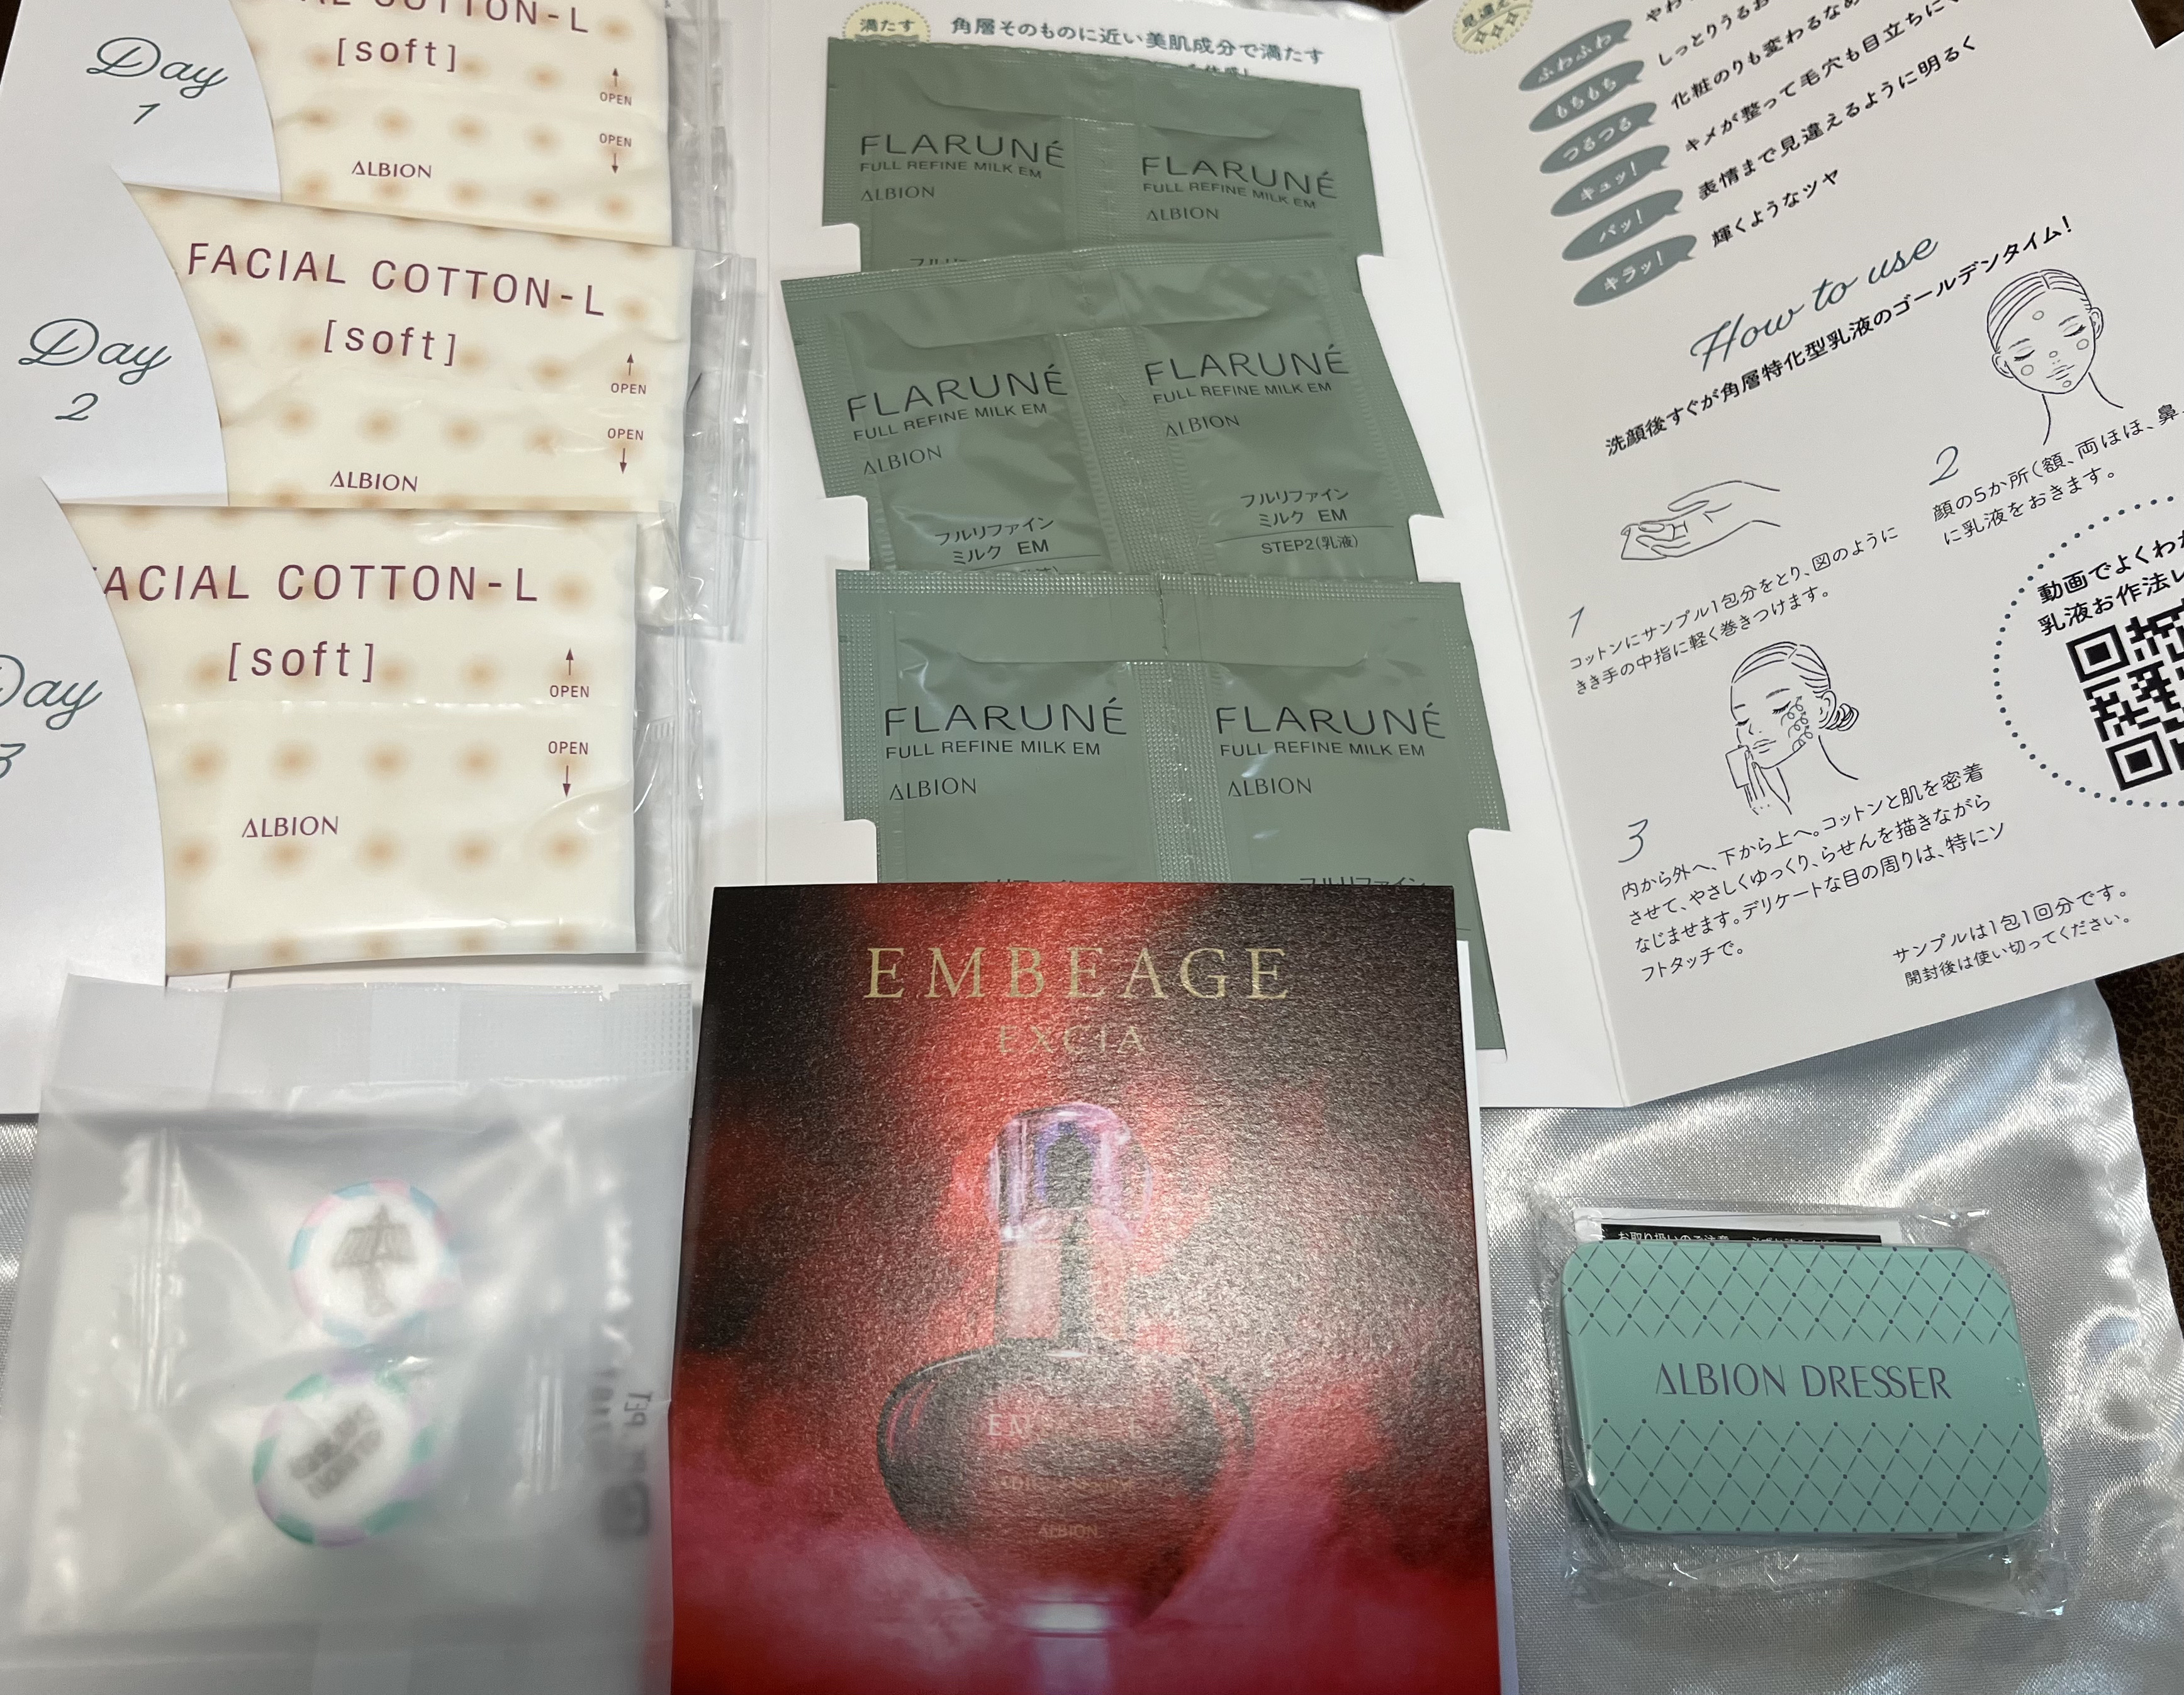 Day
1
COTTON-L
[soft]
OPEN
OPEN
ALBION
Day
2
FACIAL COTTON-L
[soft]
OPEN
OPEN
ALBION
Day
3
FACIAL COTTON-L
[soft]
OPEN
OPEN
ALBION
満たす
角層そのものに近い美肌成分で満たす
FLARUNÉ
FULL REFINE MILK EM
ALBION
FLARUNÉ
FULL REFINE MILK EM
ALBION
FLARUNÉ
FULL REFINE MILK EM
ALBION
フルリファイン
ミルク EM
FLARUNÉ
FULL REFINE MILK EM
ALBION
フルリファイン
ミルク EM
STEP2(乳液)
FLARUNÉ
FULL REFINE MILK EM
ALBION
FLARUNÉ
FULL REFINE MILK EM
ALBION
フルリファイン
ふわふわ
もちもち
しっとりうるお
つるつる
化粧のりも変わるなめ
キュッ!
キメが整って毛穴も目立ちに
パッ!
表情まで見違えるように明るく
キラッ!
輝くようなツヤ
How to use
洗顔後すぐが角層特化型乳液のゴールデンタイム!
1
コットンにサンプル1包分をとり、図のように
きき手の中指に軽く巻きつけます。
2
顔の5か所(額、両ほほ、鼻
に乳液をおきます。
動画でよくわか
乳液お作法レ
3
内から外へ、下から上へ。コットンと肌を密着
させて、やさしくゆっくり、らせんを描きながら
なじませます。デリケートな目の周りは、特にソ
フトタッチで。
サンプルは1包1回分です。
開封後は使い切ってください。
EMBEAGE
EXCIA
ALBION
ALBION DRESSER